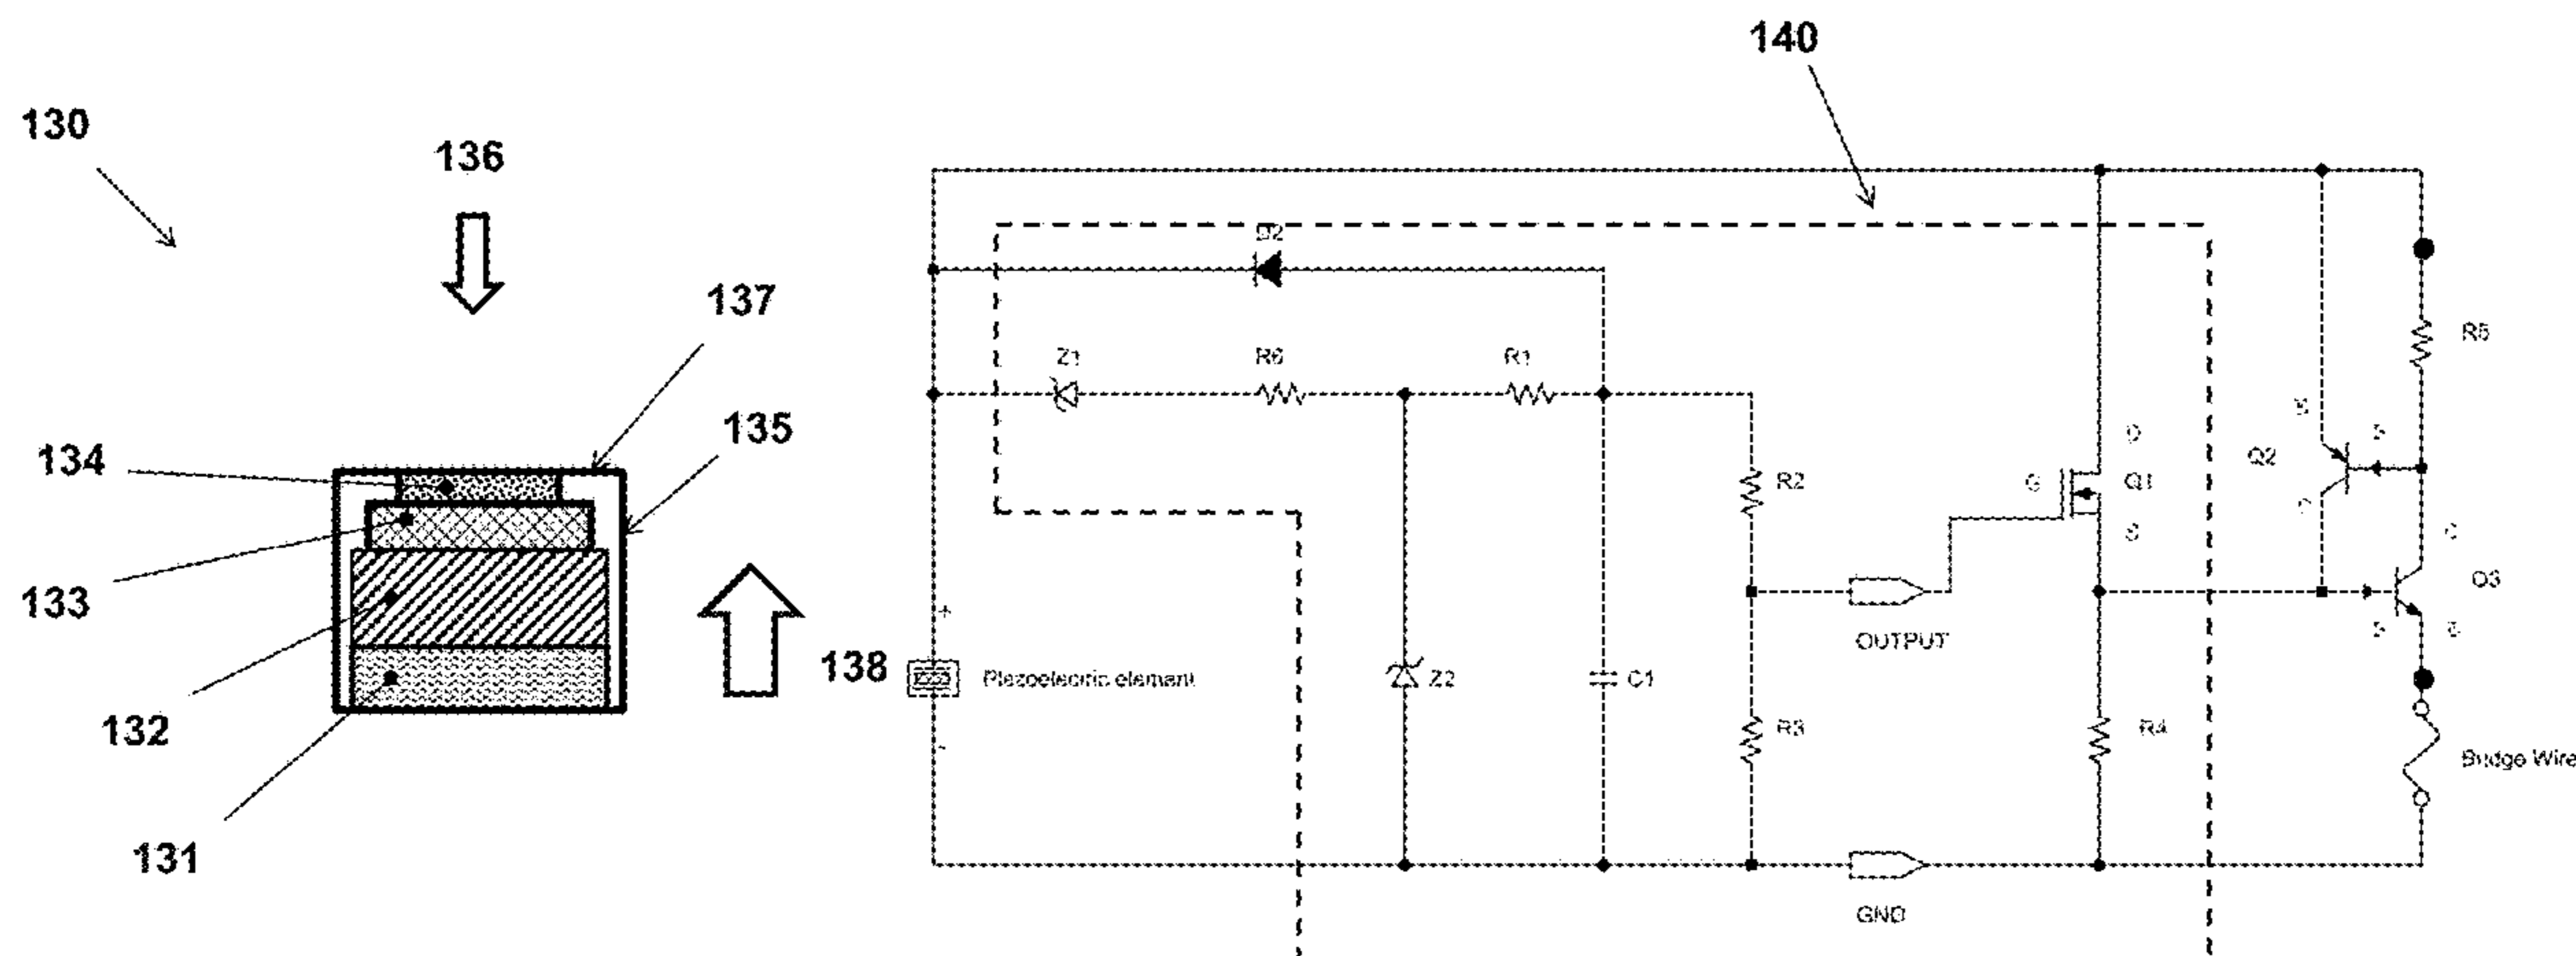 140
130
136
D2
137
Z1
R6
R1
R5
135
134
D
Q2
R2
G
Q1
S
C
Q3
133
+
OUTPUT
138
Piezoelectric element
Z2
C1
132
R3
R4
-
Bridge Wire
131
GND